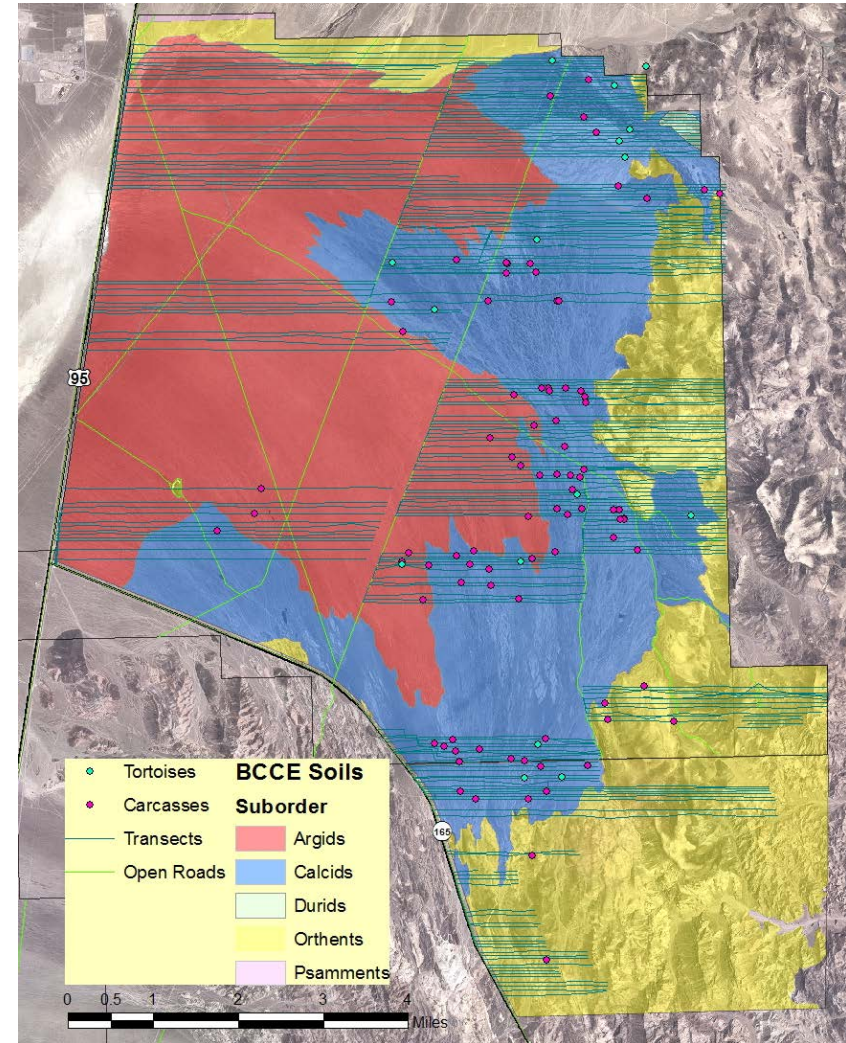 95
165
Tortoises
Carcasses
Transects
Open Roads
BCCE Soils
Suborder
Argids
Calcids
Durids
Orthents
Psamments
0 0.5 1 2 3 4
Miles